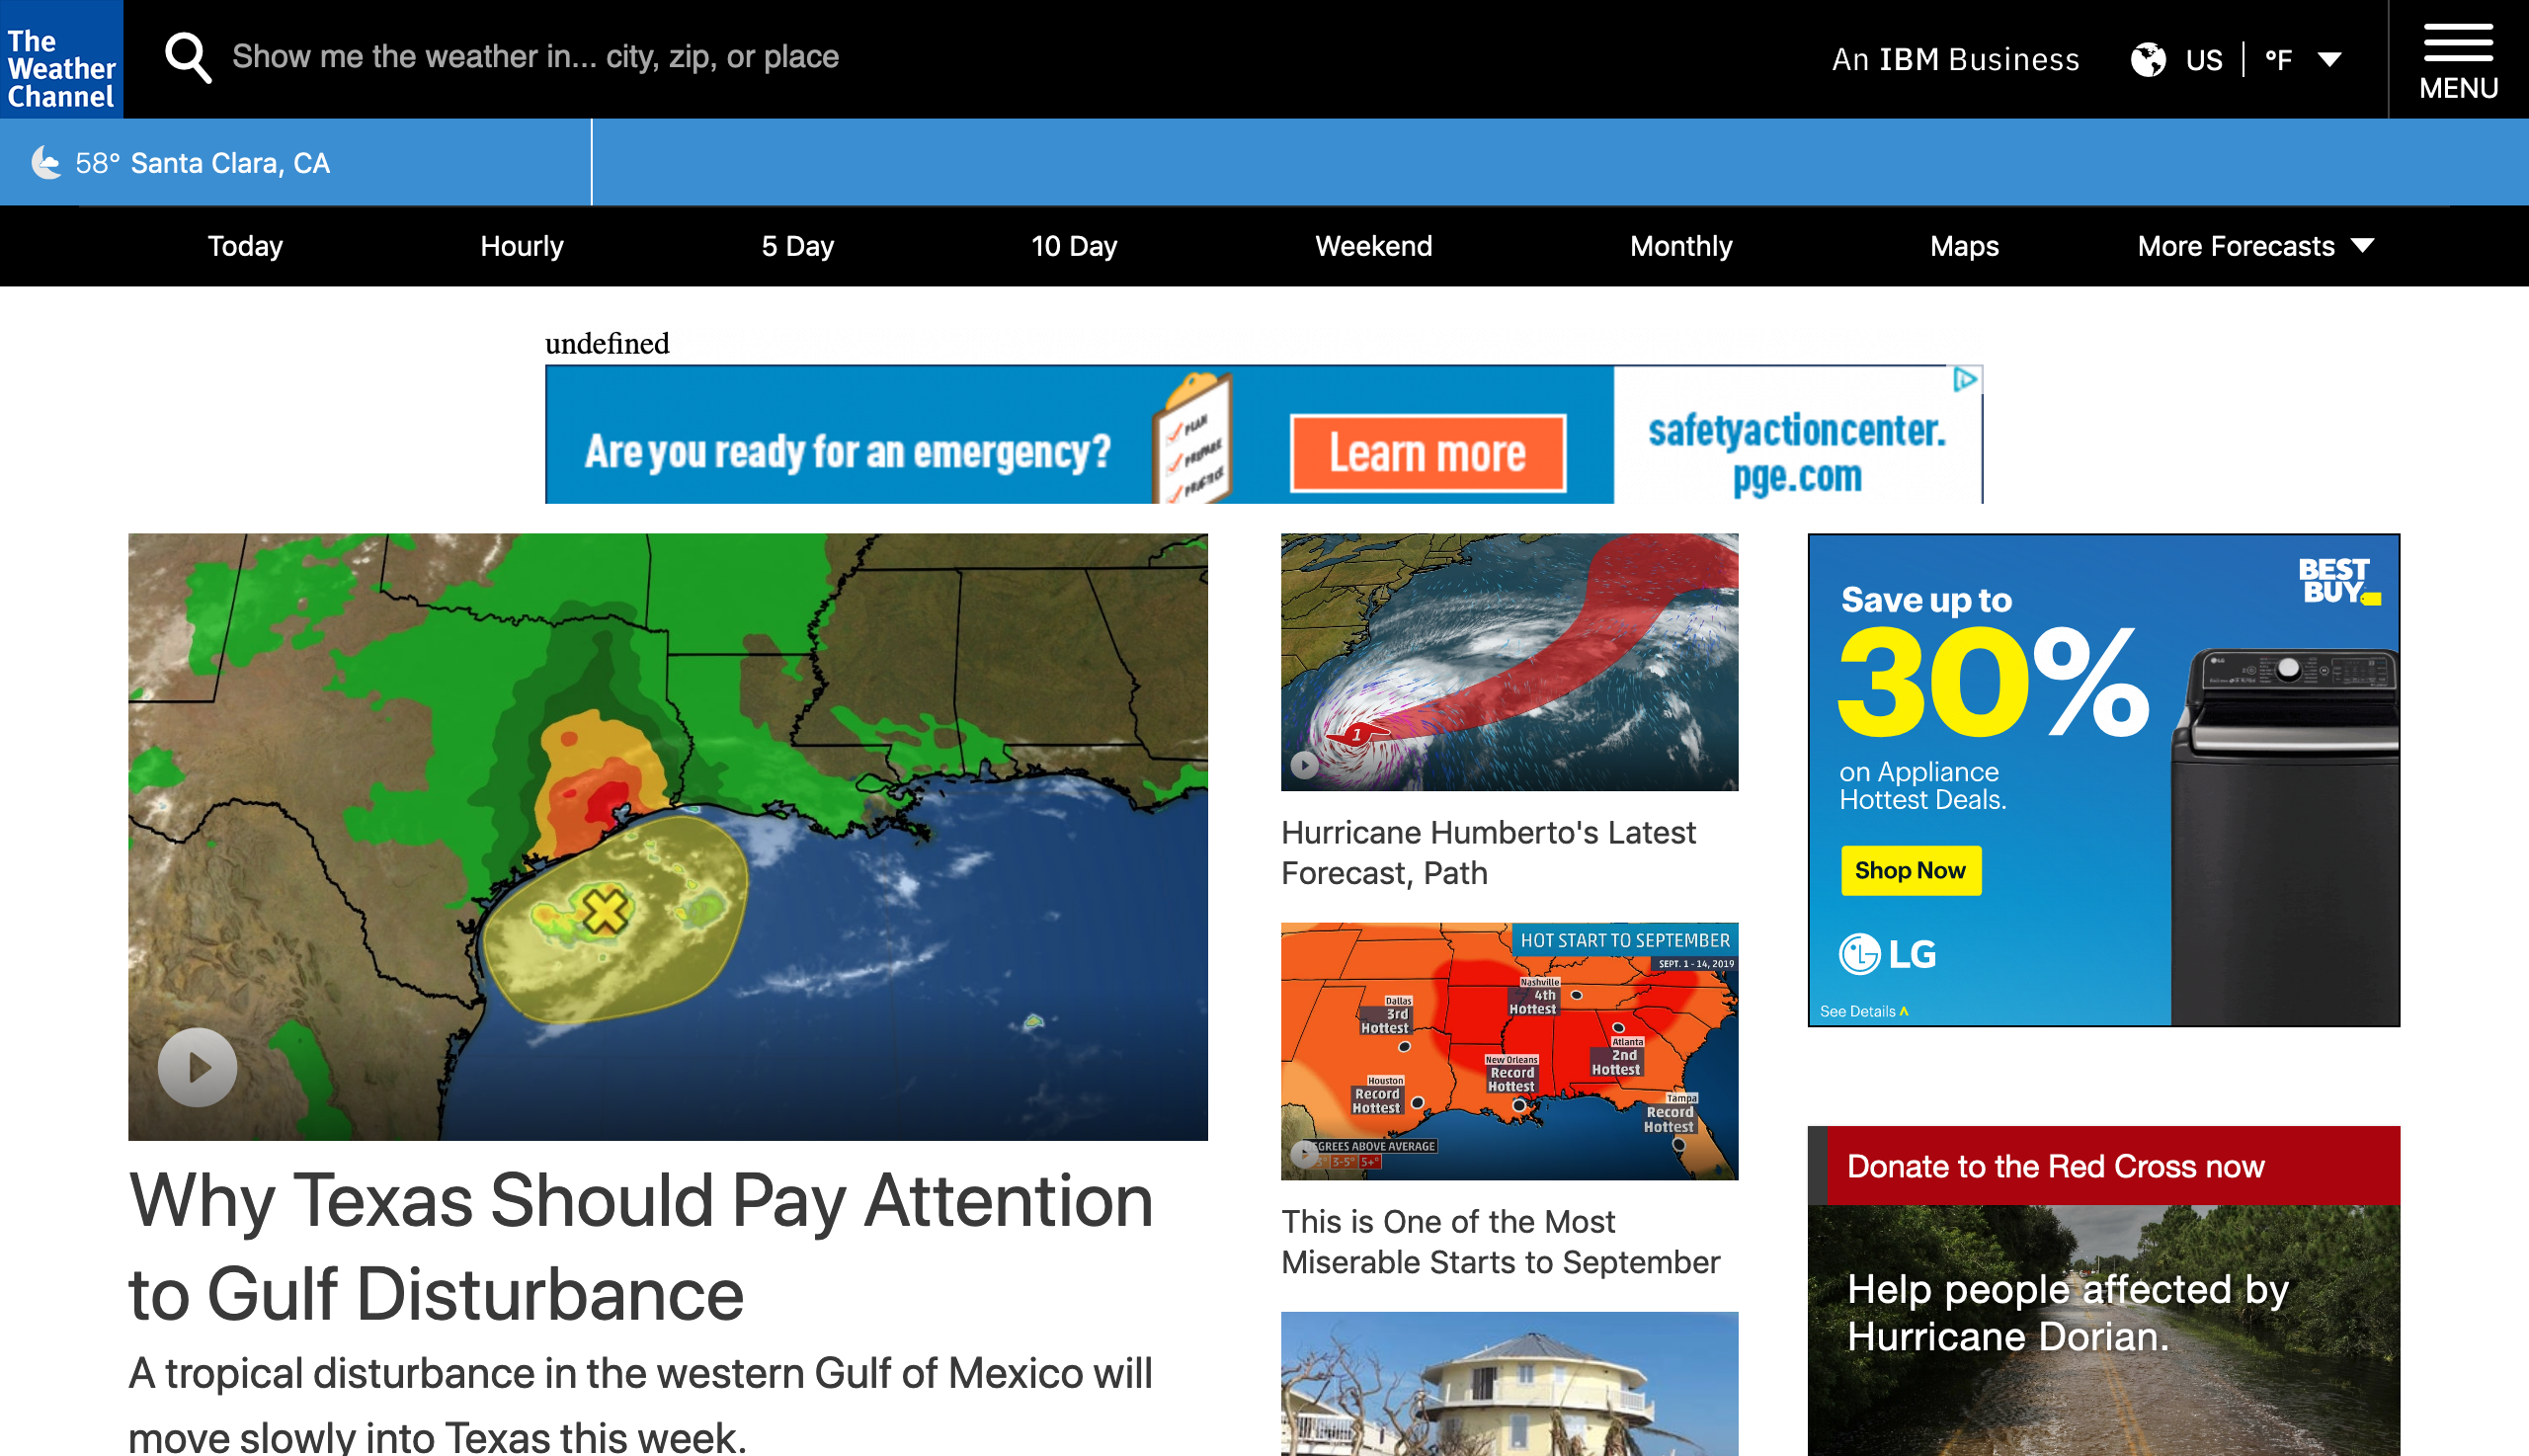 The
Weather
Channel
Show me the weather in... city, zip, or place
An IBM Business
US
°F
MENU
58° Santa Clara, CA
Today
Hourly
5 Day
10 Day
Weekend
Monthly
Maps
More Forecasts
undefined
Are you ready for an emergency?
PLAN
PREPARE
PRACTICE
Learn more
safetyactioncenter.
pge.com
Why Texas Should Pay Attention
to Gulf Disturbance
A tropical disturbance in the western Gulf of Mexico will
move slowly into Texas this week.
1
Hurricane Humberto's Latest
Forecast, Path
HOT START TO SEPTEMBER
SEPT. 1 - 14, 2019
Nashville
4th
Hottest
Dallas
3rd
Hottest
Atlanta
2nd
Hottest
New Orleans
Record
Hottest
Houston
Record
Hottest
Tampa
Record
Hottest
DEGREES ABOVE AVERAGE
3-5° 5+°
This is One of the Most
Miserable Starts to September
BEST
BUY
Save up to
30%
on Appliance
Hottest Deals.
Shop Now
LG
LG
See Details
Donate to the Red Cross now
Help people affected by
Hurricane Dorian.